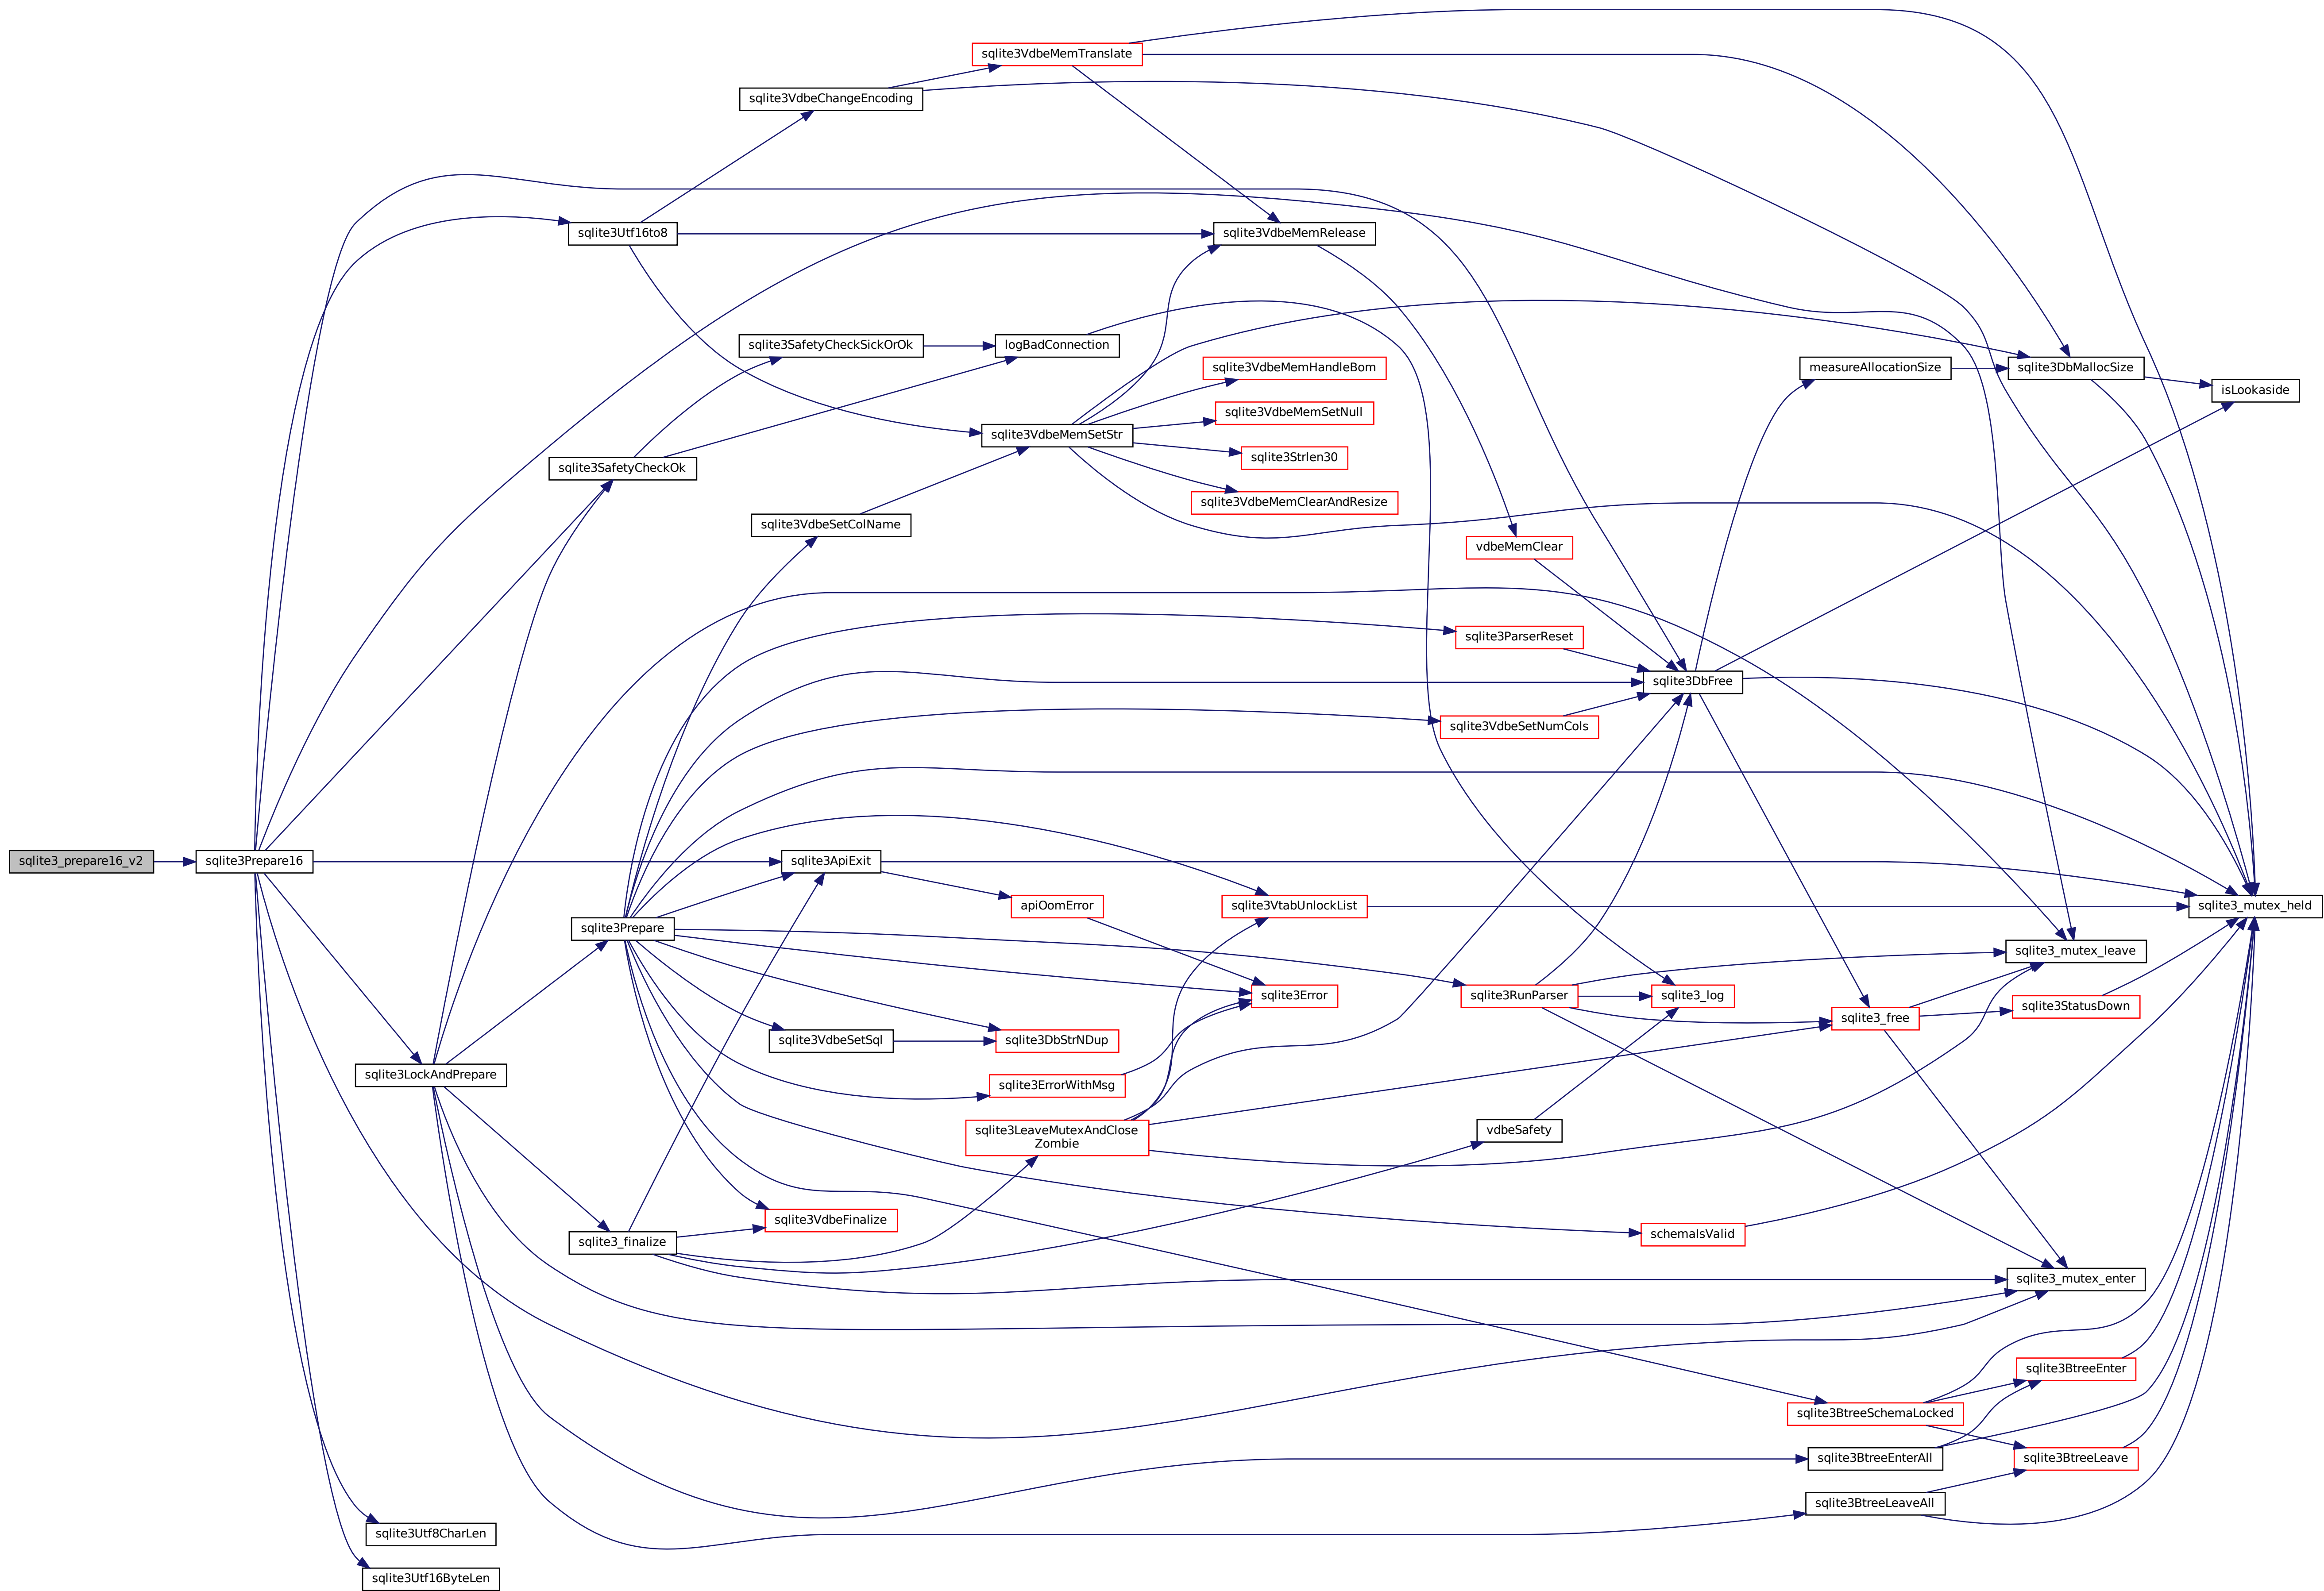 sqlite3VdbeMemTranslate
sqlite3VdbeChangeEncoding
sqlite3Utf16to8
sqlite3VdbeMemRelease
sqlite3SafetyCheckSickOrOk
logBadConnection
sqlite3VdbeMemHandleBom
measureAllocationSize
sqlite3DbMallocSize
isLookaside
sqlite3VdbeMemSetNull
sqlite3VdbeMemSetStr
sqlite3Strlen30
sqlite3SafetyCheckOk
sqlite3VdbeMemClearAndResize
sqlite3VdbeSetColName
vdbeMemClear
sqlite3ParserReset
sqlite3DbFree
sqlite3VdbeSetNumCols
sqlite3_prepare16_v2
sqlite3Prepare16
sqlite3ApiExit
apiOomError
sqlite3VtabUnlockList
sqlite3_mutex_held
sqlite3Prepare
sqlite3_mutex_leave
sqlite3Error
sqlite3RunParser
sqlite3_log
sqlite3StatusDown
sqlite3_free
sqlite3VdbeSetSql
sqlite3DbStrNDup
sqlite3LockAndPrepare
sqlite3ErrorWithMsg
sqlite3LeaveMutexAndClose
Zombie
vdbeSafety
sqlite3VdbeFinalize
schemaIsValid
sqlite3_finalize
sqlite3_mutex_enter
sqlite3BtreeEnter
sqlite3BtreeSchemaLocked
sqlite3BtreeEnterAll
sqlite3BtreeLeave
sqlite3BtreeLeaveAll
sqlite3Utf8CharLen
sqlite3Utf16ByteLen